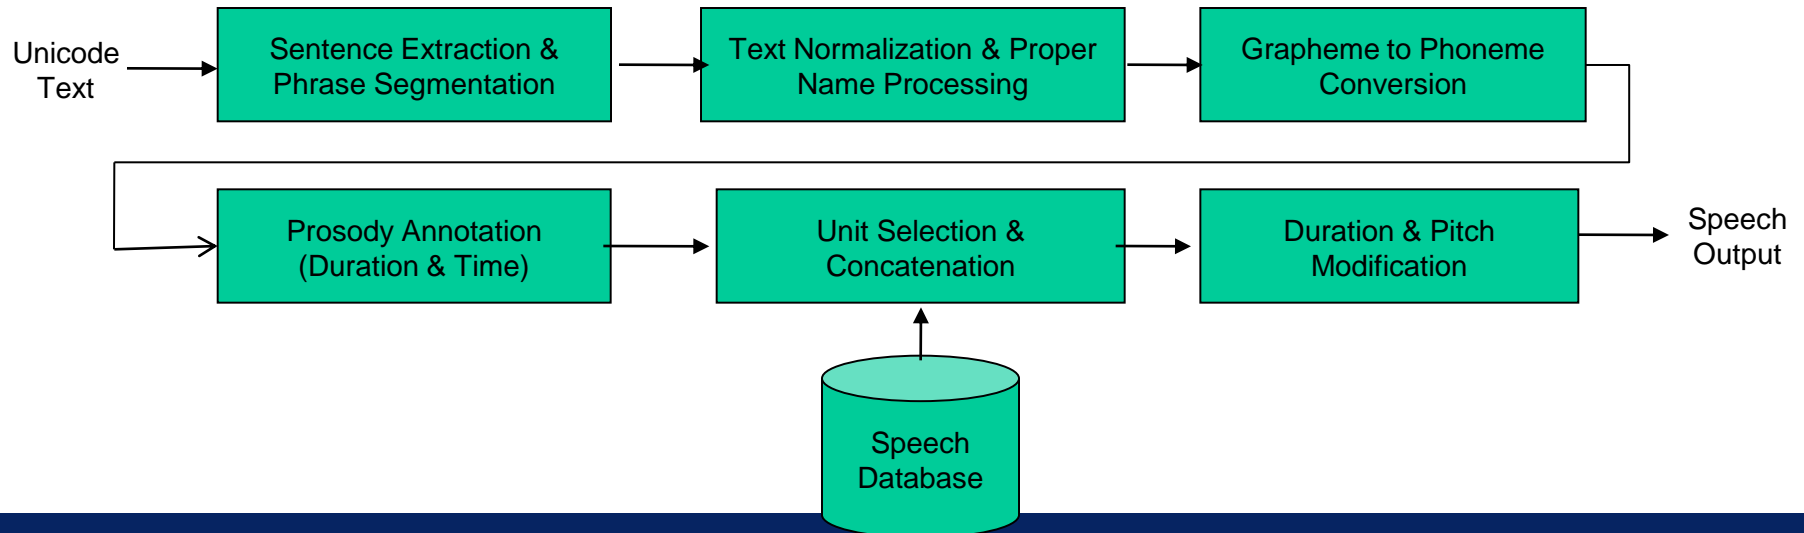 Unicode
Text
Sentence Extraction &
Phrase Segmentation
Text Normalization & Proper
Name Processing
Grapheme to Phoneme
Conversion
Prosody Annotation
(Duration & Time)
Unit Selection &
Concatenation
Duration & Pitch
Modification
Speech
Output
Speech
Database